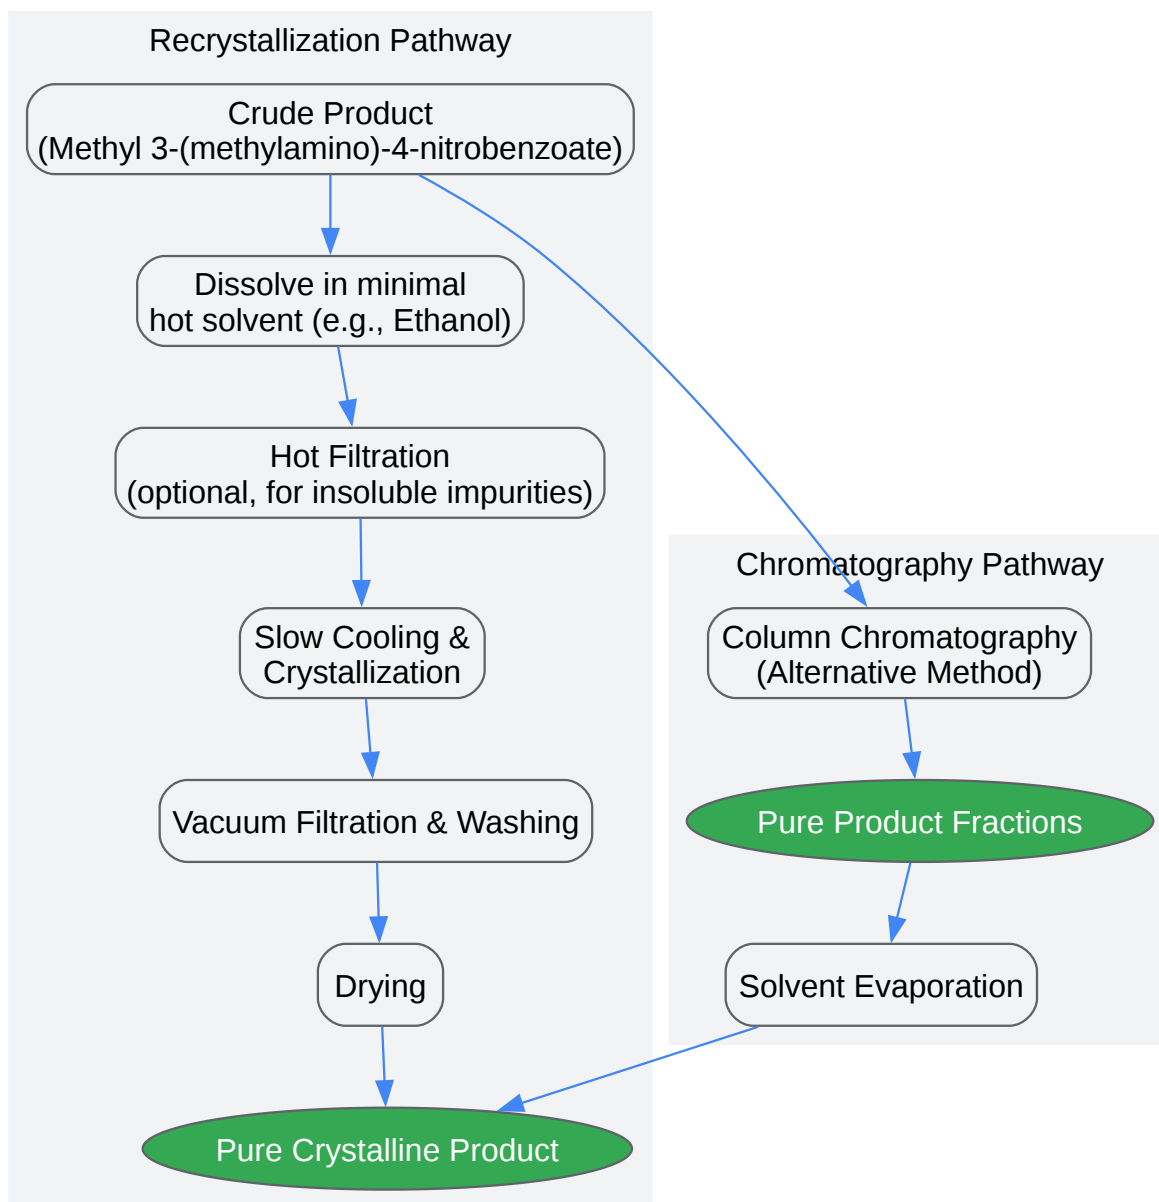 Recrystallization Pathway
Crude Product
(Methyl 3-(methylamino)-4-nitrobenzoate)
Dissolve in minimal
hot solvent (e.g., Ethanol)
Hot Filtration
(optional, for insoluble impurities)
Slow Cooling &
Crystallization
Vacuum Filtration & Washing
Drying
Pure Crystalline Product
Chromatography Pathway
Column Chromatography
(Alternative Method)
Pure Product Fractions
Solvent Evaporation